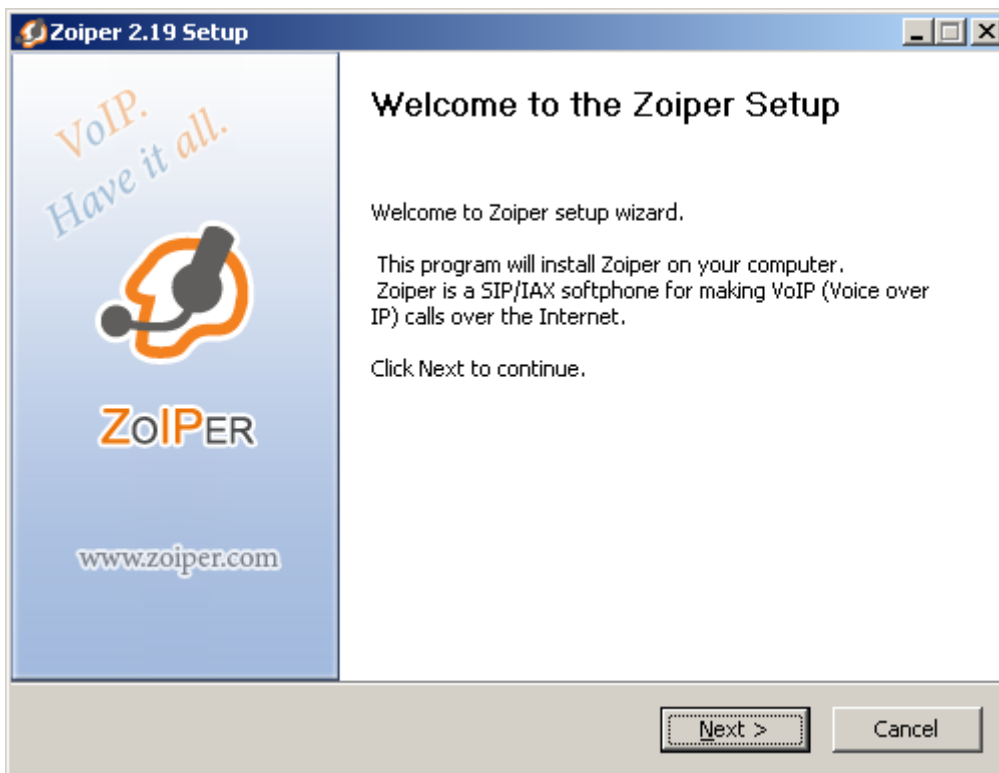 Zoiper 2.19 Setup
VoIP.
Have it all.
ZoIPer
www.zoiper.com
Welcome to the Zoiper Setup
Welcome to Zoiper setup wizard.
This program will install Zoiper on your computer.
Zoiper is a SIP/IAX softphone for making VoIP (Voice over
IP) calls over the Internet.
Click Next to continue.
Next >
Cancel